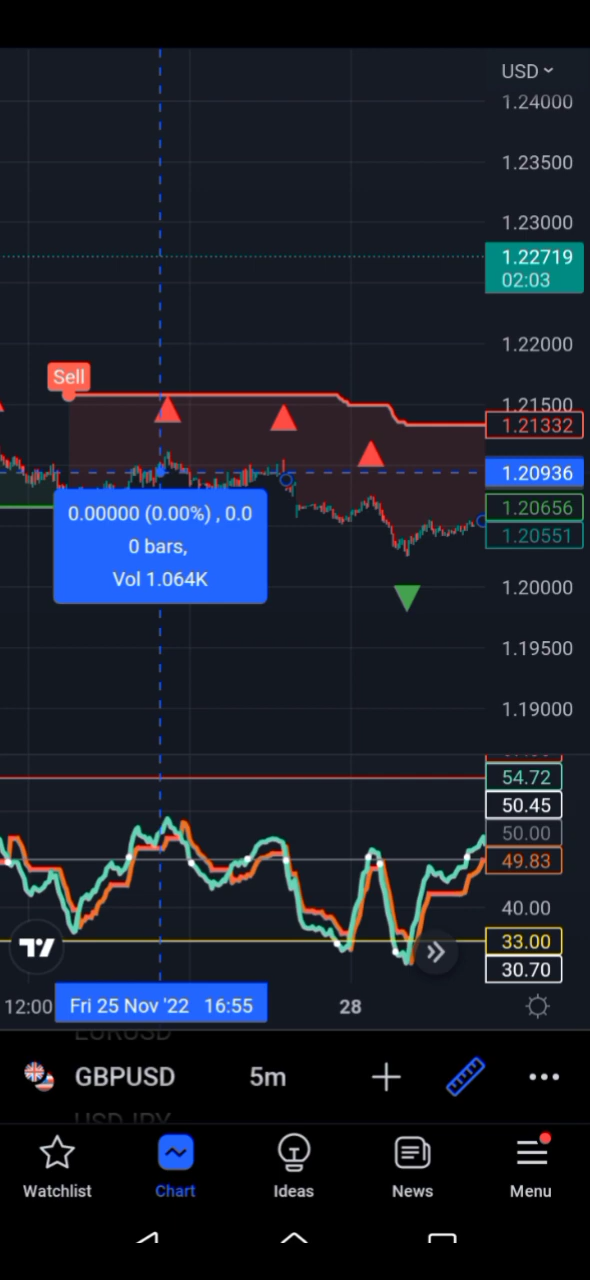 USD
1.24000
1.23500
1.23000
1.22719
02:03
1.22000
Sell
1.21500
1.21332
1.20936
0.00000 (0.00%) , 0.0
0 bars,
Vol 1.064K
1.20656
1.20551
1.20000
1.19500
1.19000
54.72
50.45
50.00
49.83
40.00
33.00
30.70
12:00
Fri 25 Nov '22 16:55
28
EURUSD
GBPUSD
5m
USDJPY
Watchlist
Chart
Ideas
News
Menu